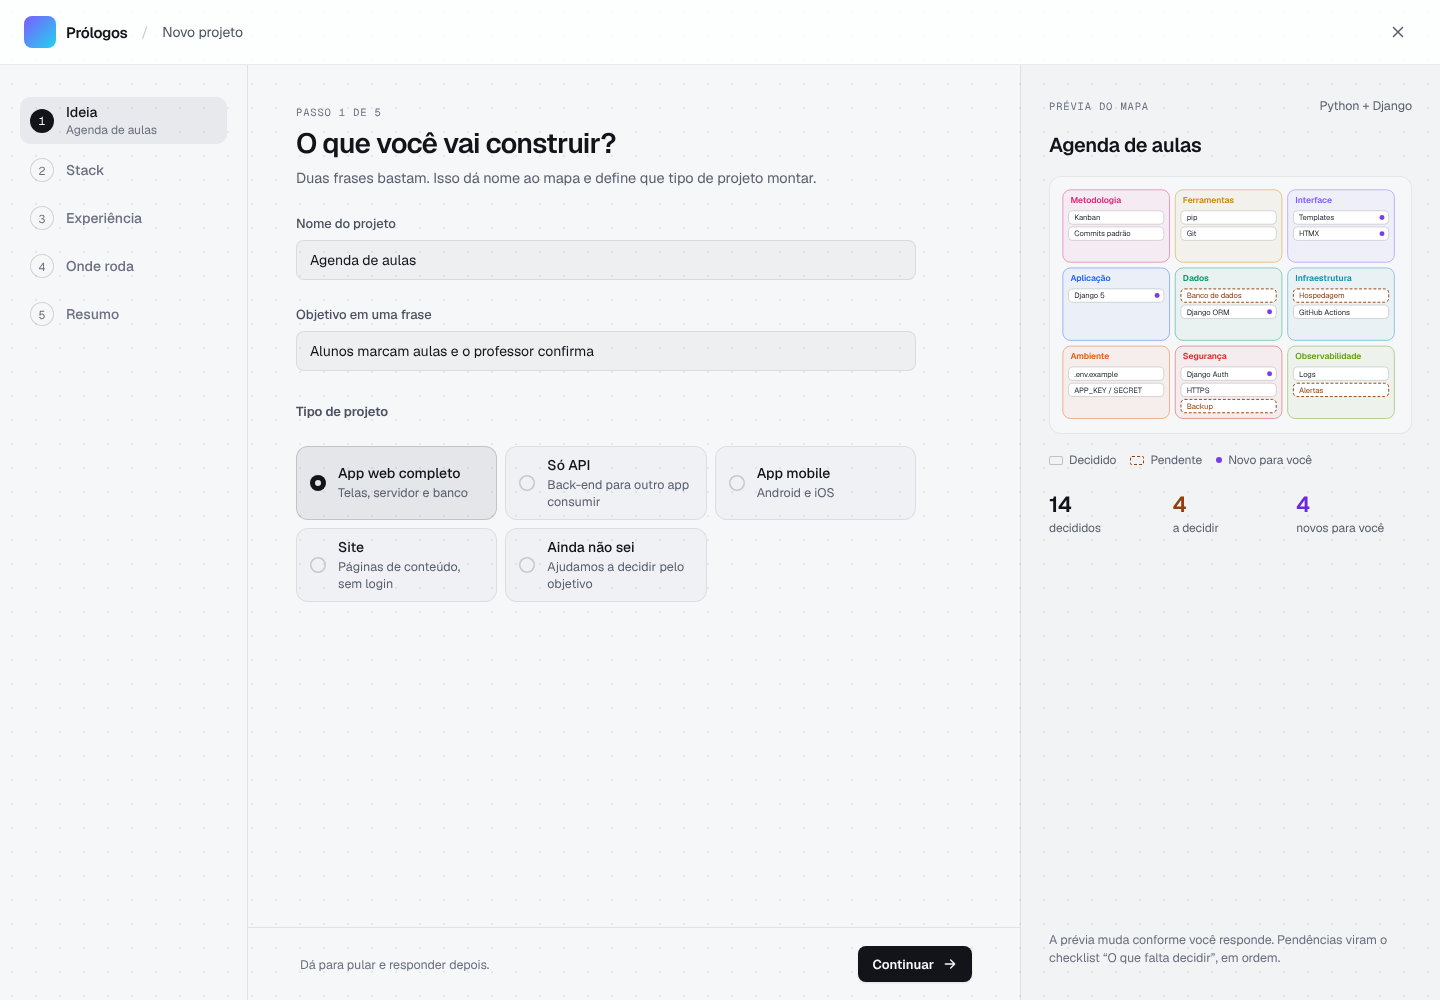 Prólogos / Novo projeto
1 Ideia
Agenda de aulas
2 Stack
3 Experiência
4 Onde roda
5 Resumo
PASSO 1 DE 5
O que você vai construir?
Duas frases bastam. Isso dá nome ao mapa e define que tipo de projeto montar.
Nome do projeto
Agenda de aulas
Objetivo em uma frase
Alunos marcam aulas e o professor confirma
Tipo de projeto
App web completo
Telas, servidor e banco
Só API
Back-end para outro app
consumir
App mobile
Android e iOS
Site
Páginas de conteúdo,
sem login
Ainda não sei
Ajudamos a decidir pelo
objetivo
Dá para pular e responder depois.
Continuar
PRÉVIA DO MAPA
Python + Django
Agenda de aulas
Metodologia
Kanban
Commits padrão
Ferramentas
pip
Git
Interface
Templates
HTMX
Aplicação
Django 5
Dados
Banco de dados
Django ORM
Infraestrutura
Hospedagem
GitHub Actions
Ambiente
.env.example
APP_KEY / SECRET
Segurança
Django Auth
HTTPS
Backup
Observabilidade
Logs
Alertas
Decidido
Pendente
Novo para você
14
decididos
4
a decidir
4
novos para você
A prévia muda conforme você responde. Pendências viram o
checklist “O que falta decidir”, em ordem.